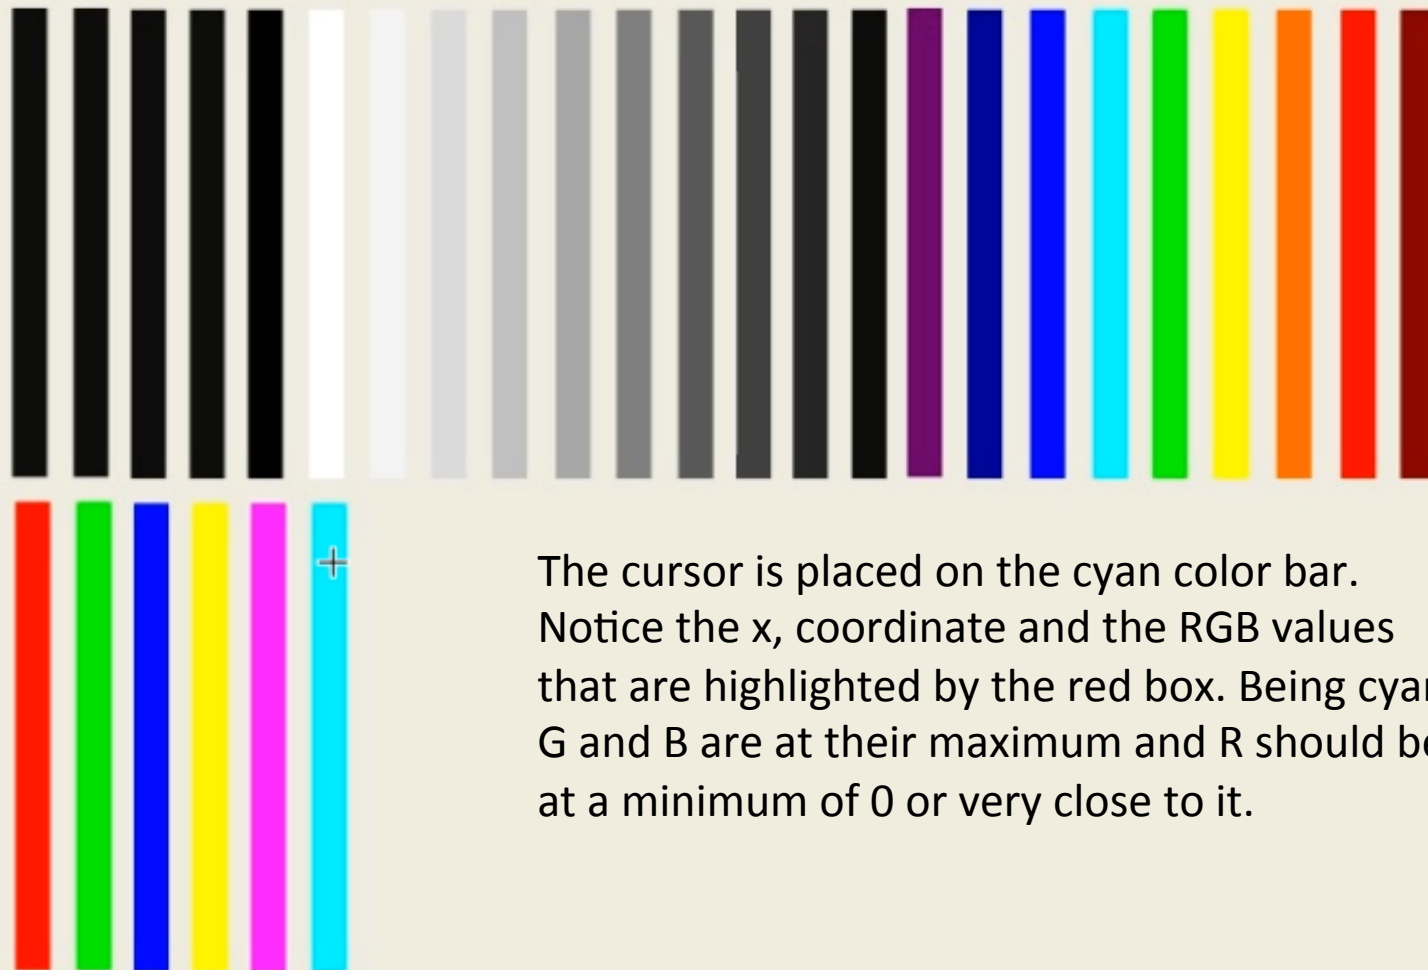 The cursor is placed on the cyan color bar.
Notice the x, coordinate and the RGB values
that are highlighted by the red box. Being cyan
G and B are at their maximum and R should be
at a minimum of 0 or very close to it.